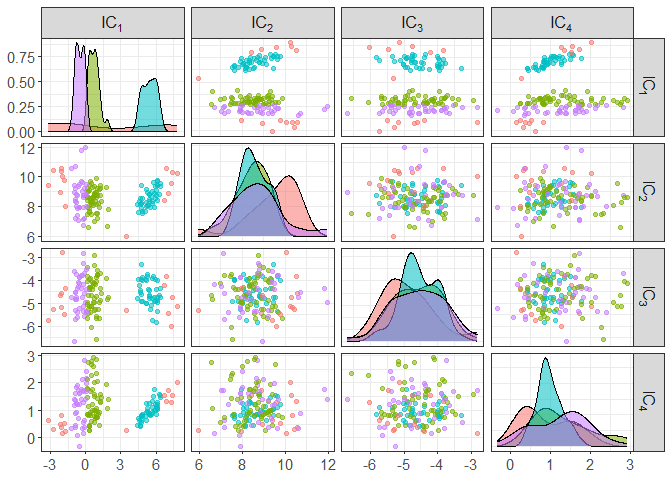 IC₁ IC₂ IC₃ IC₄
0.75
0.50
0.25
0.00
IC₁
12
10
8
6
IC₂
-3
-4
-5
-6
IC₃
3
2
1
0
IC₄
-3 0 3 6 6 8 10 12 -6 -5 -4 -3 0 1 2 3